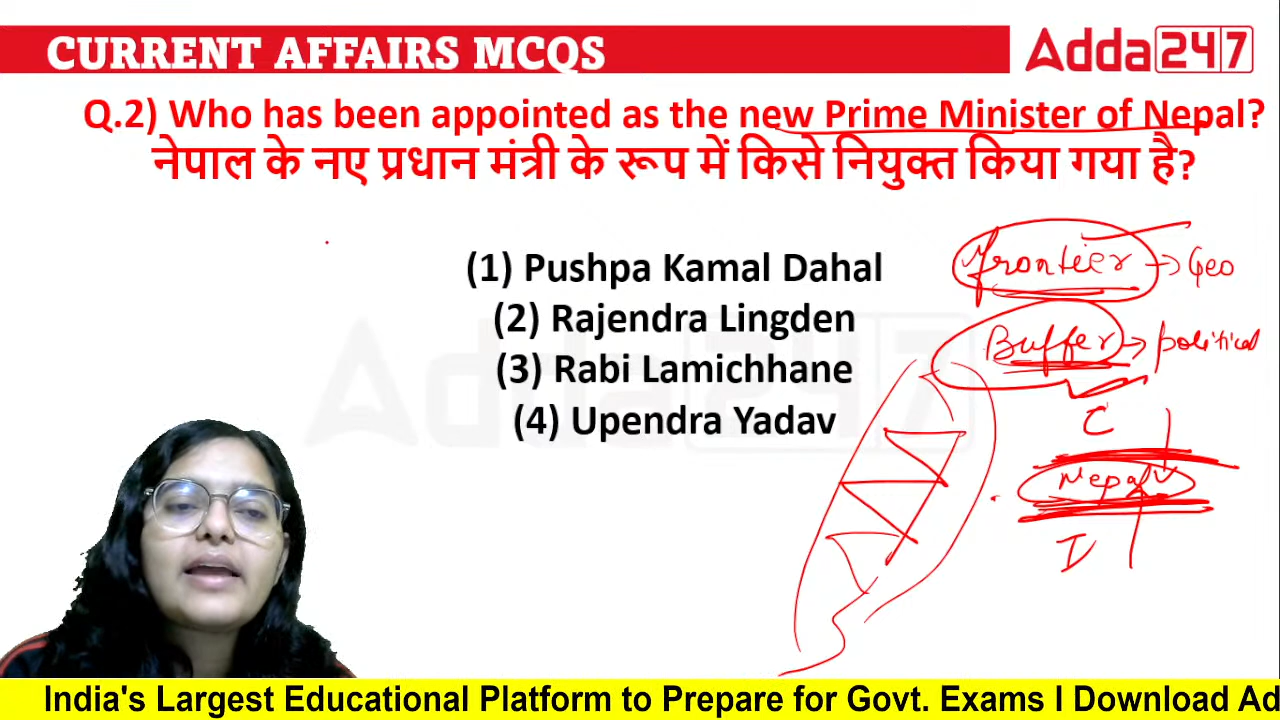 CURRENT AFFAIRS MCQS
Adda247
Q.2) Who has been appointed as the new Prime Minister of Nepal?
नेपाल के नए प्रधान मंत्री के रूप में किसे नियुक्त किया गया है?
(1) Pushpa Kamal Dahal
(2) Rajendra Lingden
(3) Rabi Lamichhane
(4) Upendra Yadav
Frontier → Geo
Buffer → political
C
Nepal
I
Adda247
India's Largest Educational Platform to Prepare for Govt. Exams I Download Ad